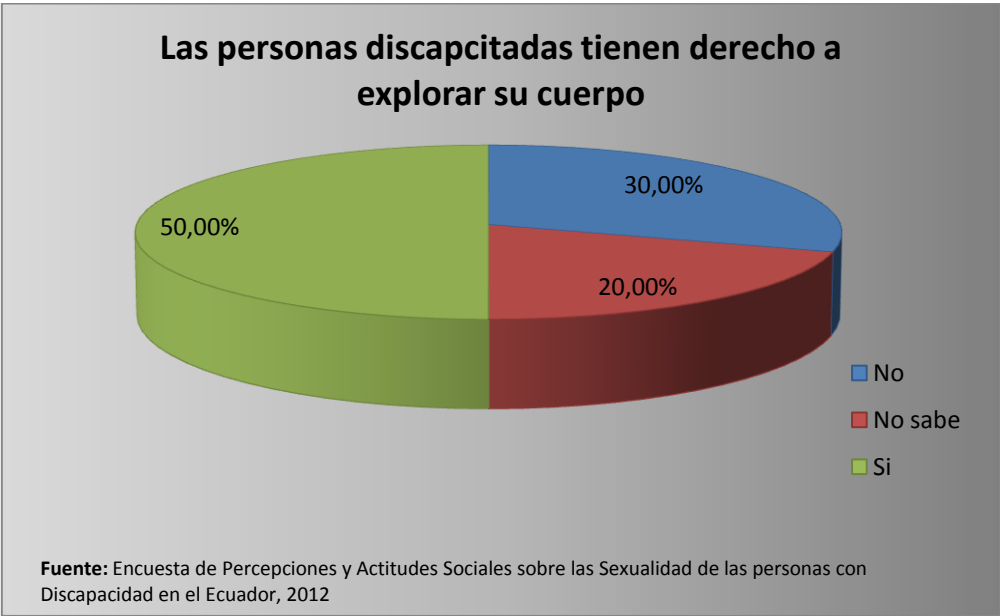 Las personas discapcitadas tienen derecho a
explorar su cuerpo
30,00%
50,00%
20,00%
No
No sabe
Si
Fuente: Encuesta de Percepciones y Actitudes Sociales sobre las Sexualidad de las personas con
Discapacidad en el Ecuador, 2012